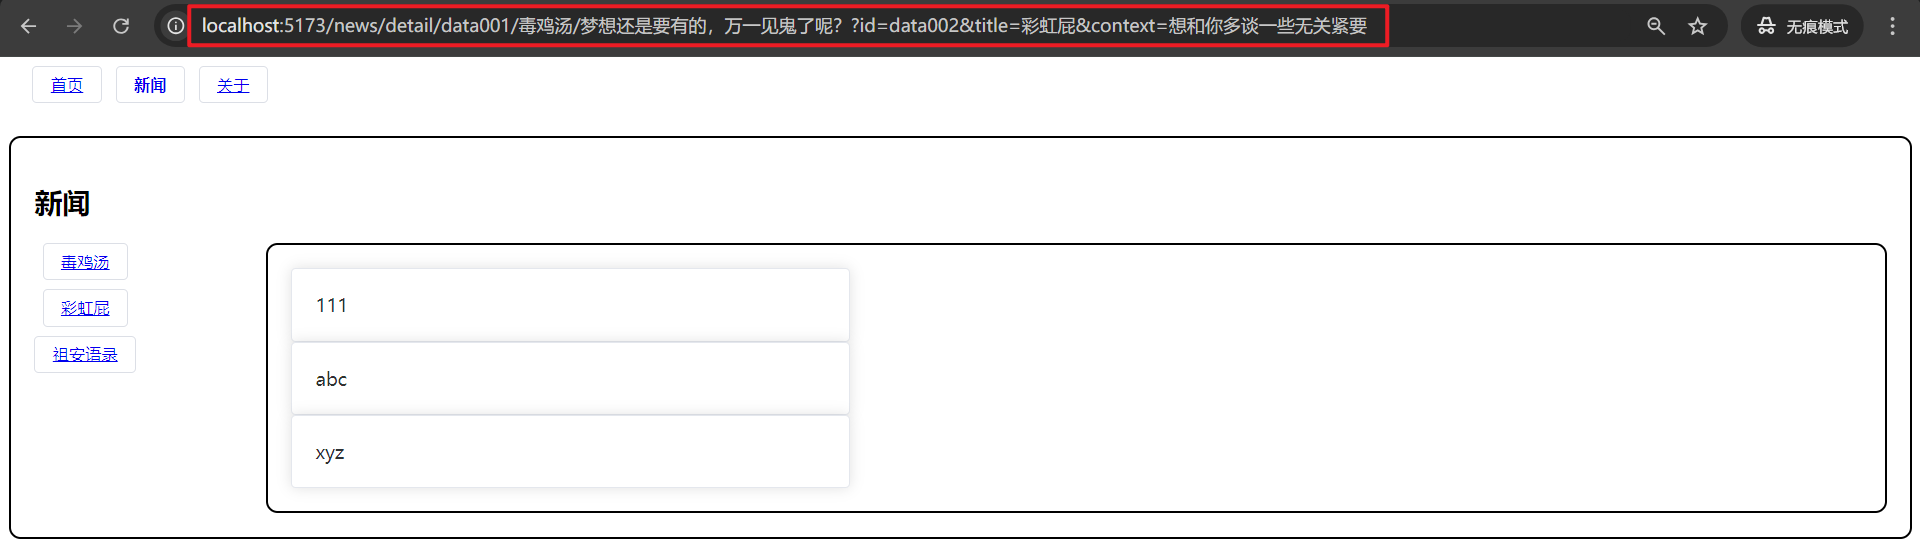 localhost:5173/news/detail/data001/毒鸡汤/梦想还是要有的，万一见鬼了呢？?id=data002&title=彩虹屁&context=想和你多谈一些无关紧要
无痕模式
首页 新闻 关于
新闻
毒鸡汤
彩虹屁
祖安语录
111
abc
xyz